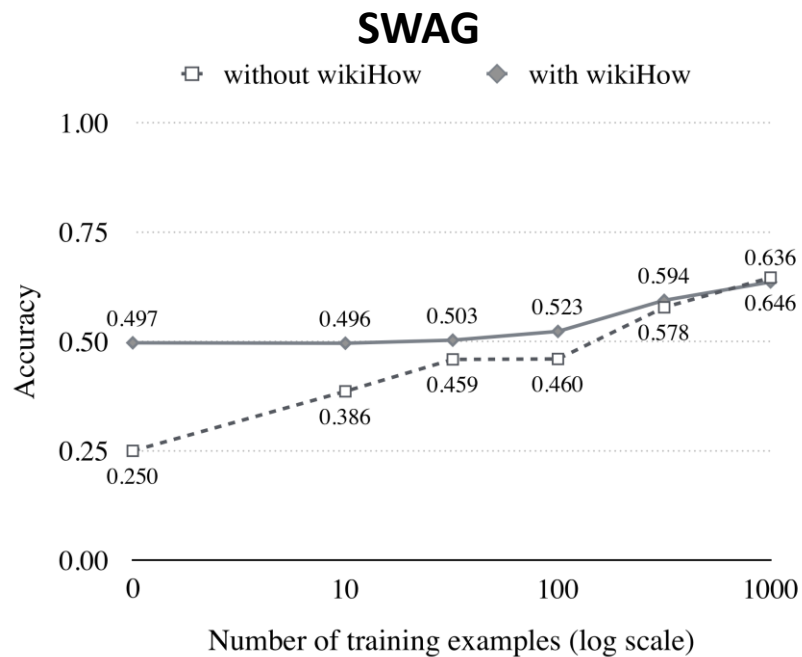 SWAG
without wikiHow with wikiHow
1.00
0.75
0.50
0.25
0.00
Accuracy
0.497 0.496 0.503 0.523 0.594 0.636
0.250 0.386 0.459 0.460 0.578 0.646
0 10 100 1000
Number of training examples (log scale)